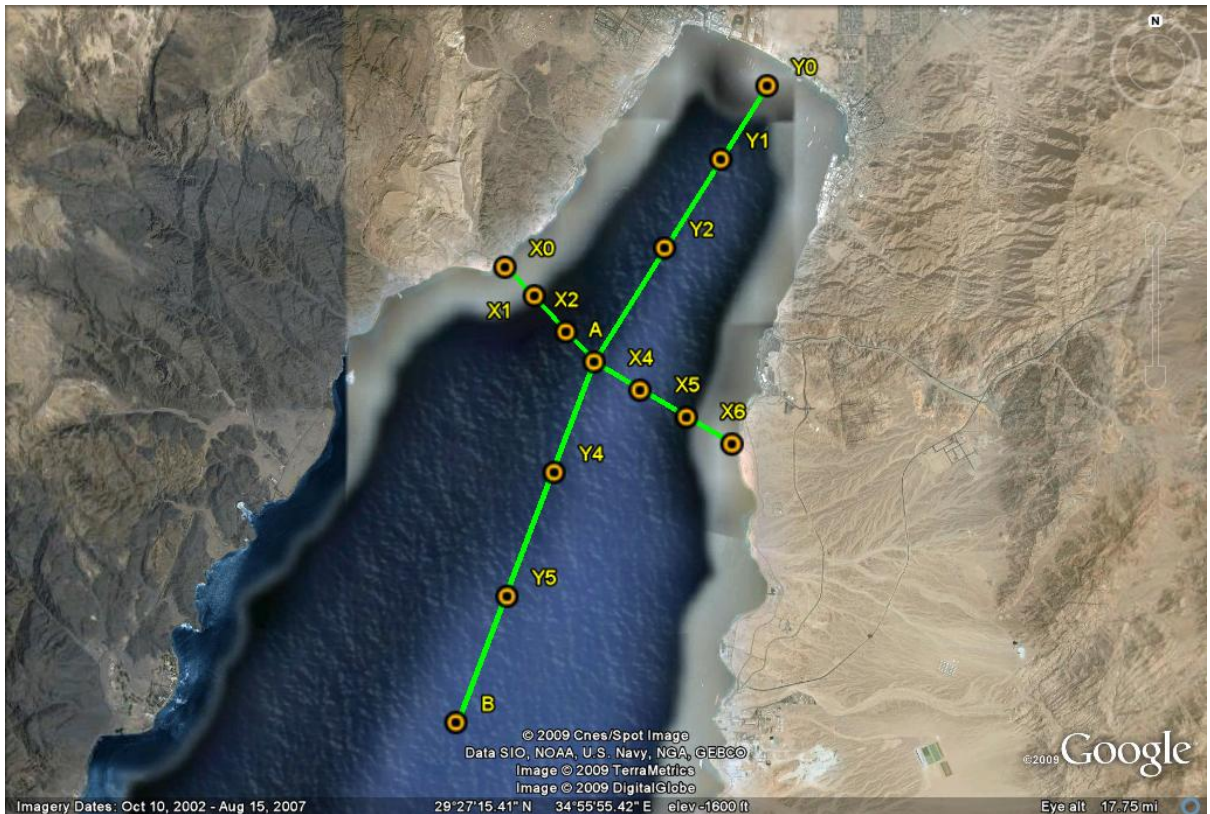 N
Y0
Y1
Y2
X0
X1
X2
A
X4
X5
X6
Y4
Y5
B
© 2009 Cnes/Spot Image
Data SIO, NOAA, U.S. Navy, NGA, GEBCO
Image © 2009 TerraMetrics
Image © 2009 DigitalGlobe
©2009 Google
Imagery Dates: Oct 10, 2002 - Aug 15, 2007 29°27'15.41" N 34°55'55.42" E elev -1600 ft Eye alt 17.75 mi